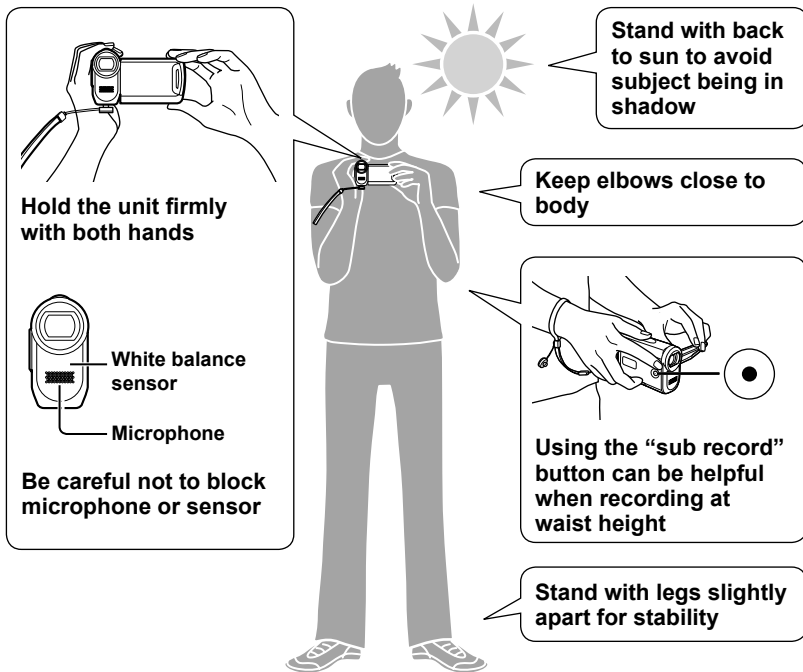 Hold the unit firmly
with both hands
White balance
sensor
Microphone
Be careful not to block
microphone or sensor
Stand with back
to sun to avoid
subject being in
shadow
Keep elbows close to
body
Using the “sub record”
button can be helpful
when recording at
waist height
Stand with legs slightly
apart for stability